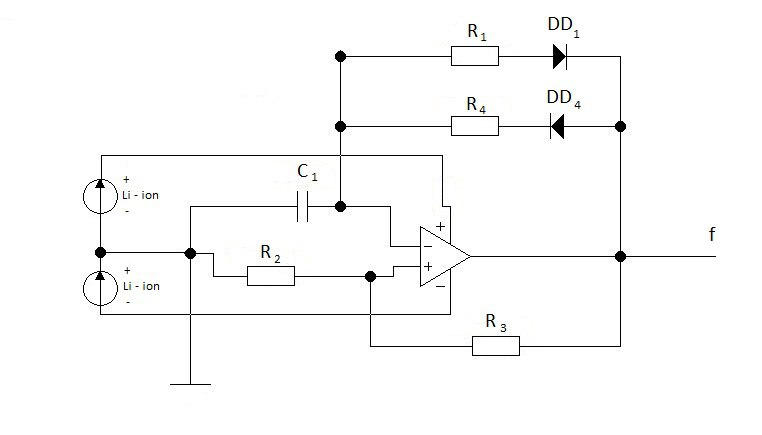 R1 DD1
R4 DD4
C1
+
Li - ion
-
+
-
f
R2
+
+
Li - ion
-
-
R3